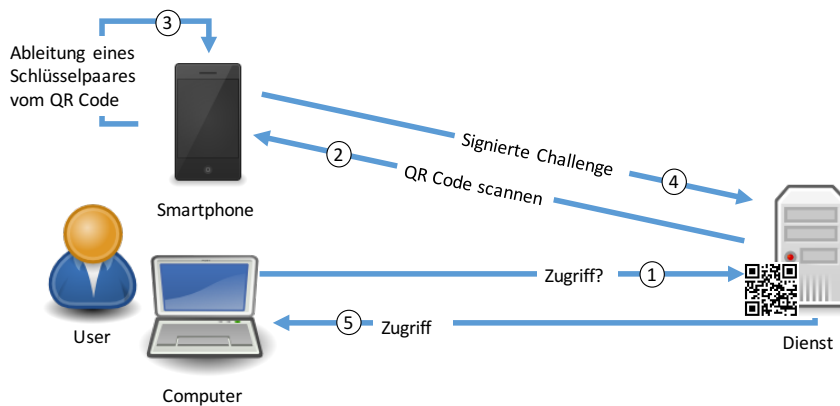 3
Ableitung eines
Schlüsselpaares
vom QR Code
Signierte Challenge
4
2
QR Code scannen
Smartphone
Zugriff?
1
5
Zugriff
User
Dienst
Computer